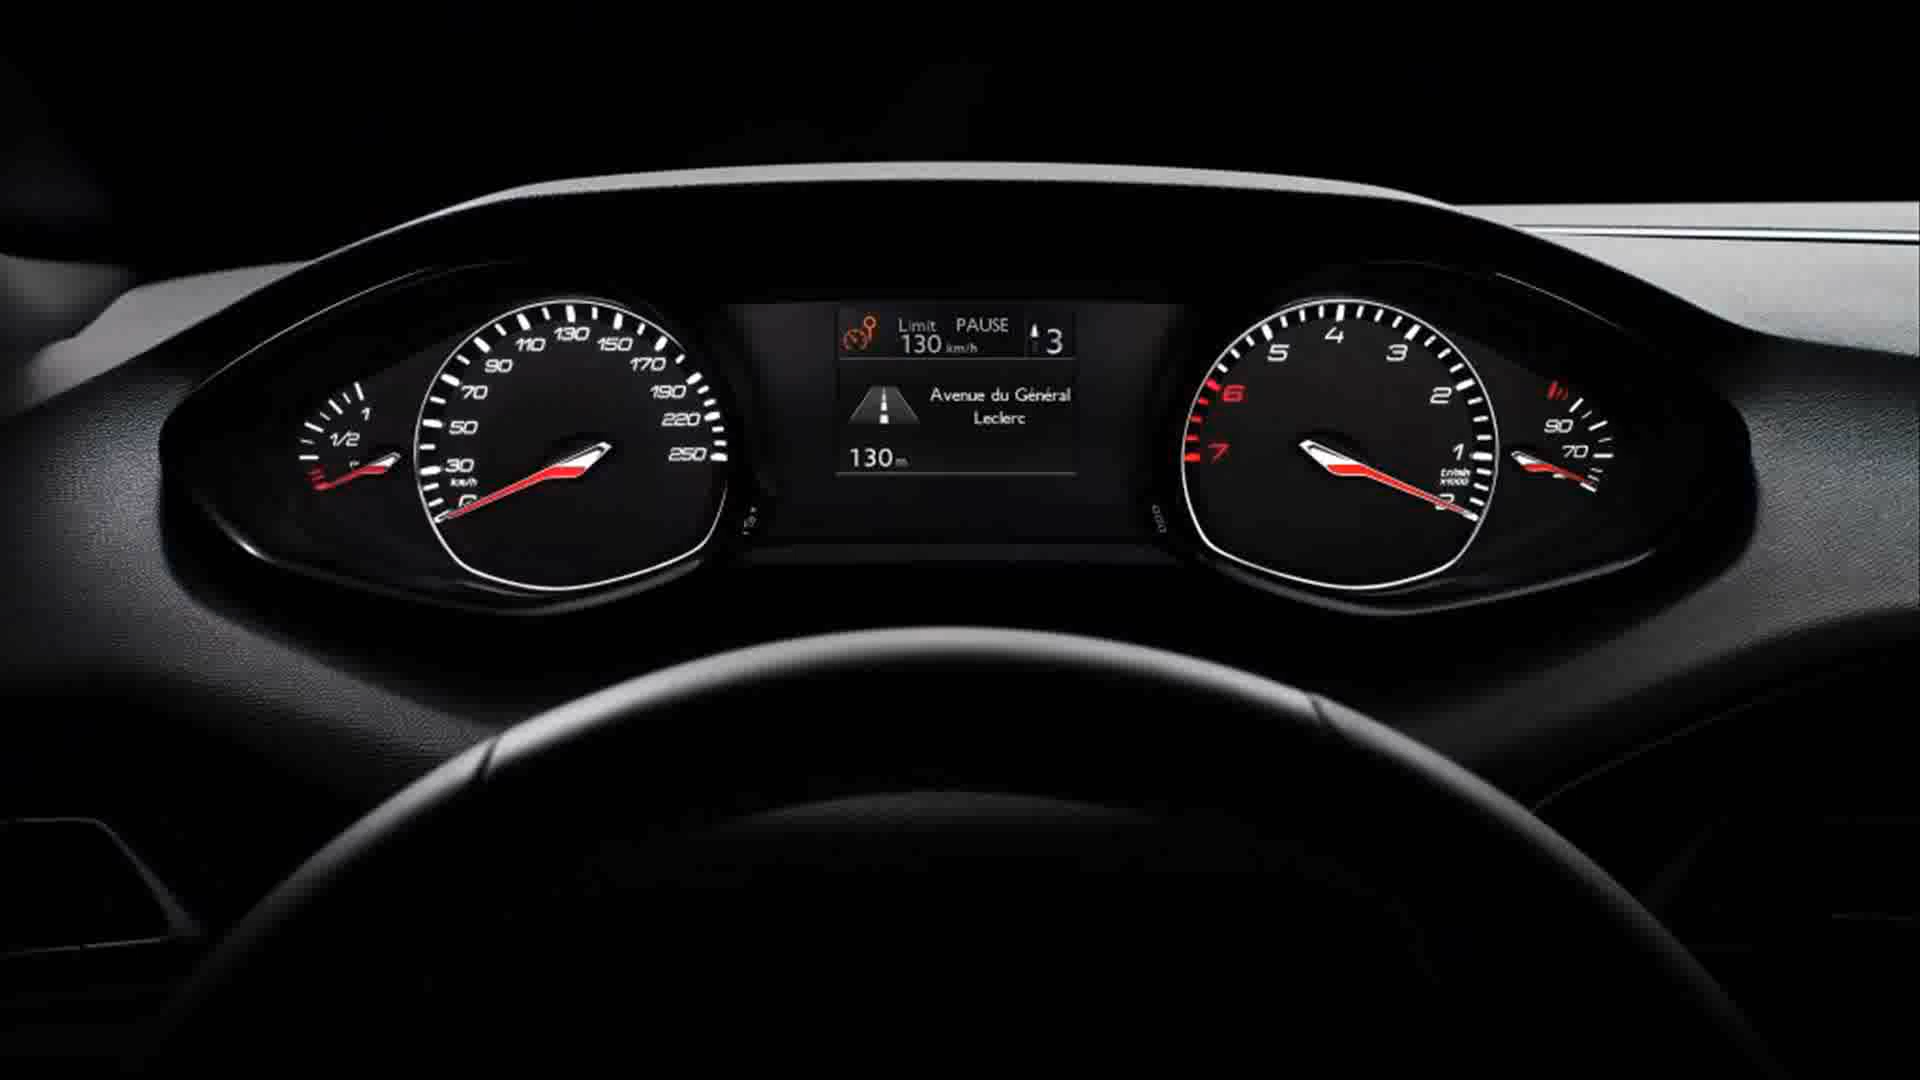 1
1/2
130
110
150
90
170
70
190
50
220
30
250
km/h
Limit PAUSE
130 km/h
3
Avenue du Général
Leclerc
130 m
4
5
3
6
2
7
1
tr/min
x1000
90
70